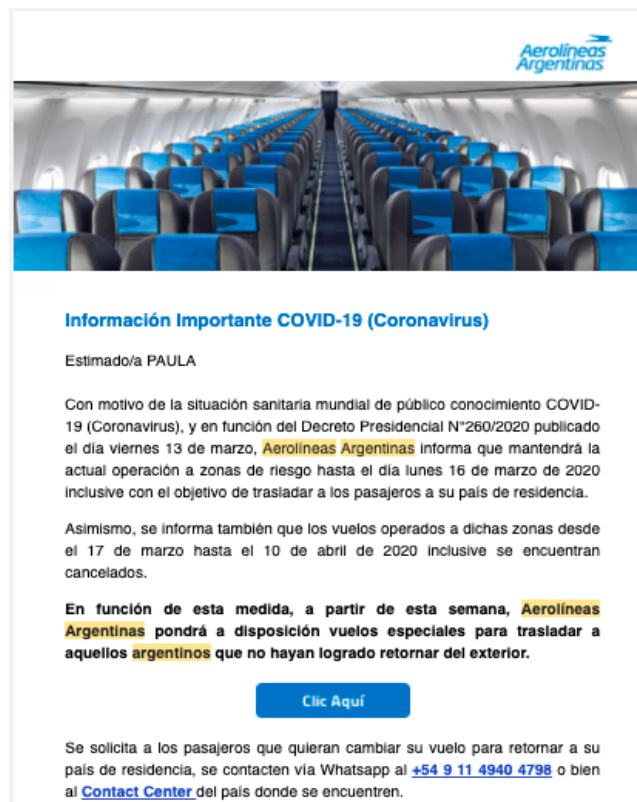 Aerolíneas
Argentinas
Información Importante COVID-19 (Coronavirus)
Estimado/a PAULA
Con motivo de la situación sanitaria mundial de público conocimiento COVID-
19 (Coronavirus), y en función del Decreto Presidencial N°260/2020 publicado
el día viernes 13 de marzo, Aerolíneas Argentinas informa que mantendrá la
actual operación a zonas de riesgo hasta el día lunes 16 de marzo de 2020
inclusive con el objetivo de trasladar a los pasajeros a su país de residencia.
Asimismo, se informa también que los vuelos operados a dichas zonas desde
el 17 de marzo hasta el 10 de abril de 2020 inclusive se encuentran
cancelados.
En función de esta medida, a partir de esta semana, Aerolíneas
Argentinas pondrá a disposición vuelos especiales para trasladar a
aquellos argentinos que no hayan logrado retornar del exterior.
Clic Aquí
Se solicita a los pasajeros que quieran cambiar su vuelo para retornar a su
país de residencia, se contacten vía Whatsapp al +54 9 11 4940 4798 o bien
al Contact Center del país donde se encuentren.